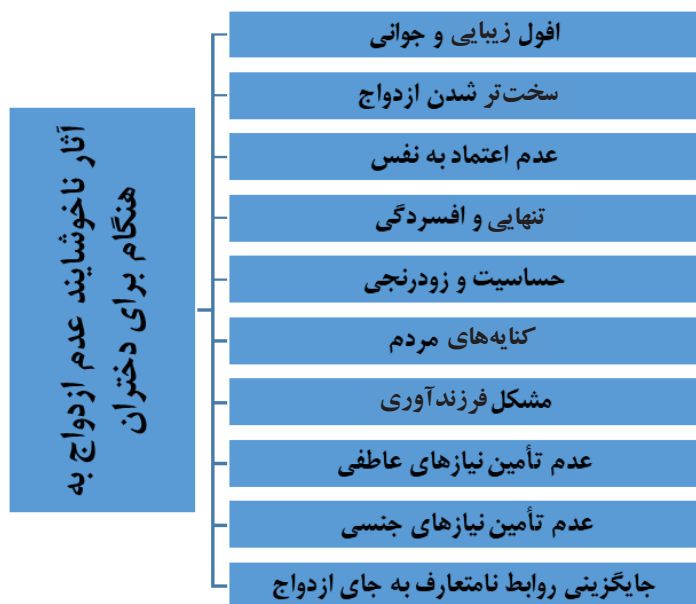 آثار ناخوشایند عدم ازدواج به
هنگام برای دختران
افول زیبایی و جوانی
سخت‌تر شدن ازدواج
عدم اعتماد به نفس
تنهایی و افسردگی
حساسیت و زودرنجی
کنایه‌های مردم
مشکل فرزندآوری
عدم تأمین نیازهای عاطفی
عدم تأمین نیازهای جنسی
جایگزینی روابط نامتعارف به جای ازدواج